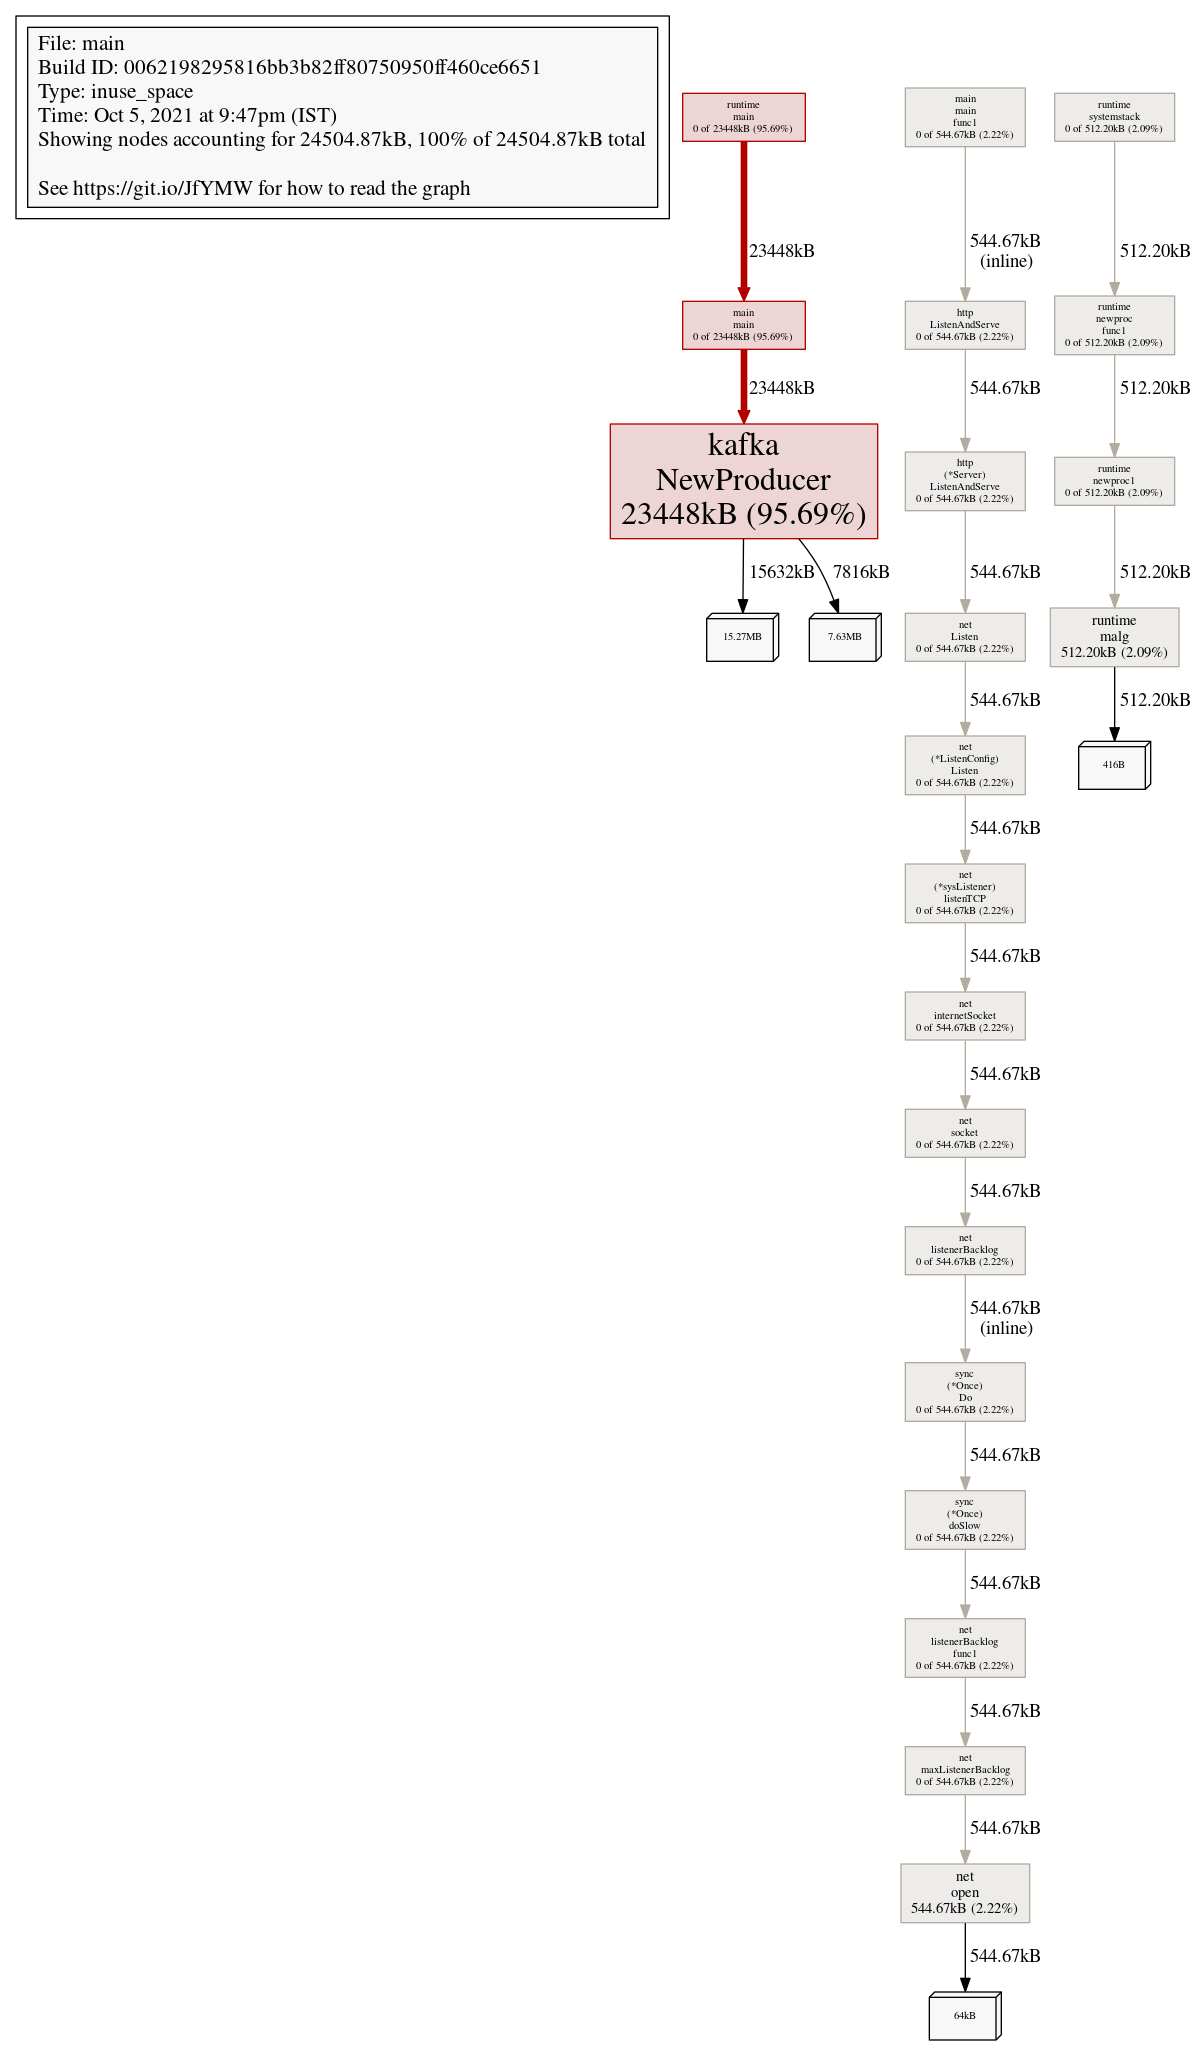 File: main
Build ID: 0062198295816bb3b82ff80750950ff460ce6651
Type: inuse_space
Time: Oct 5, 2021 at 9:47pm (IST)
Showing nodes accounting for 24504.87kB, 100% of 24504.87kB total
See https://git.io/JfYMW for how to read the graph
runtime
main
0 of 23448kB (95.69%)
23448kB
main
main
0 of 23448kB (95.69%)
23448kB
kafka
NewProducer
23448kB (95.69%)
15632kB
7816kB
15.27MB
7.63MB
main
main
func1
0 of 544.67kB (2.22%)
544.67kB
(inline)
http
ListenAndServe
0 of 544.67kB (2.22%)
544.67kB
http
(*Server)
ListenAndServe
0 of 544.67kB (2.22%)
544.67kB
net
Listen
0 of 544.67kB (2.22%)
544.67kB
net
(*ListenConfig)
Listen
0 of 544.67kB (2.22%)
544.67kB
net
(*sysListener)
listenTCP
0 of 544.67kB (2.22%)
544.67kB
net
internetSocket
0 of 544.67kB (2.22%)
544.67kB
net
socket
0 of 544.67kB (2.22%)
544.67kB
net
listenerBacklog
0 of 544.67kB (2.22%)
544.67kB
(inline)
sync
(*Once)
Do
0 of 544.67kB (2.22%)
544.67kB
sync
(*Once)
doSlow
0 of 544.67kB (2.22%)
544.67kB
net
listenerBacklog
func1
0 of 544.67kB (2.22%)
544.67kB
net
maxListenerBacklog
0 of 544.67kB (2.22%)
544.67kB
net
open
544.67kB (2.22%)
544.67kB
64kB
runtime
systemstack
0 of 512.20kB (2.09%)
512.20kB
runtime
newproc
func1
0 of 512.20kB (2.09%)
512.20kB
runtime
newproc1
0 of 512.20kB (2.09%)
512.20kB
runtime
malg
512.20kB (2.09%)
512.20kB
416B